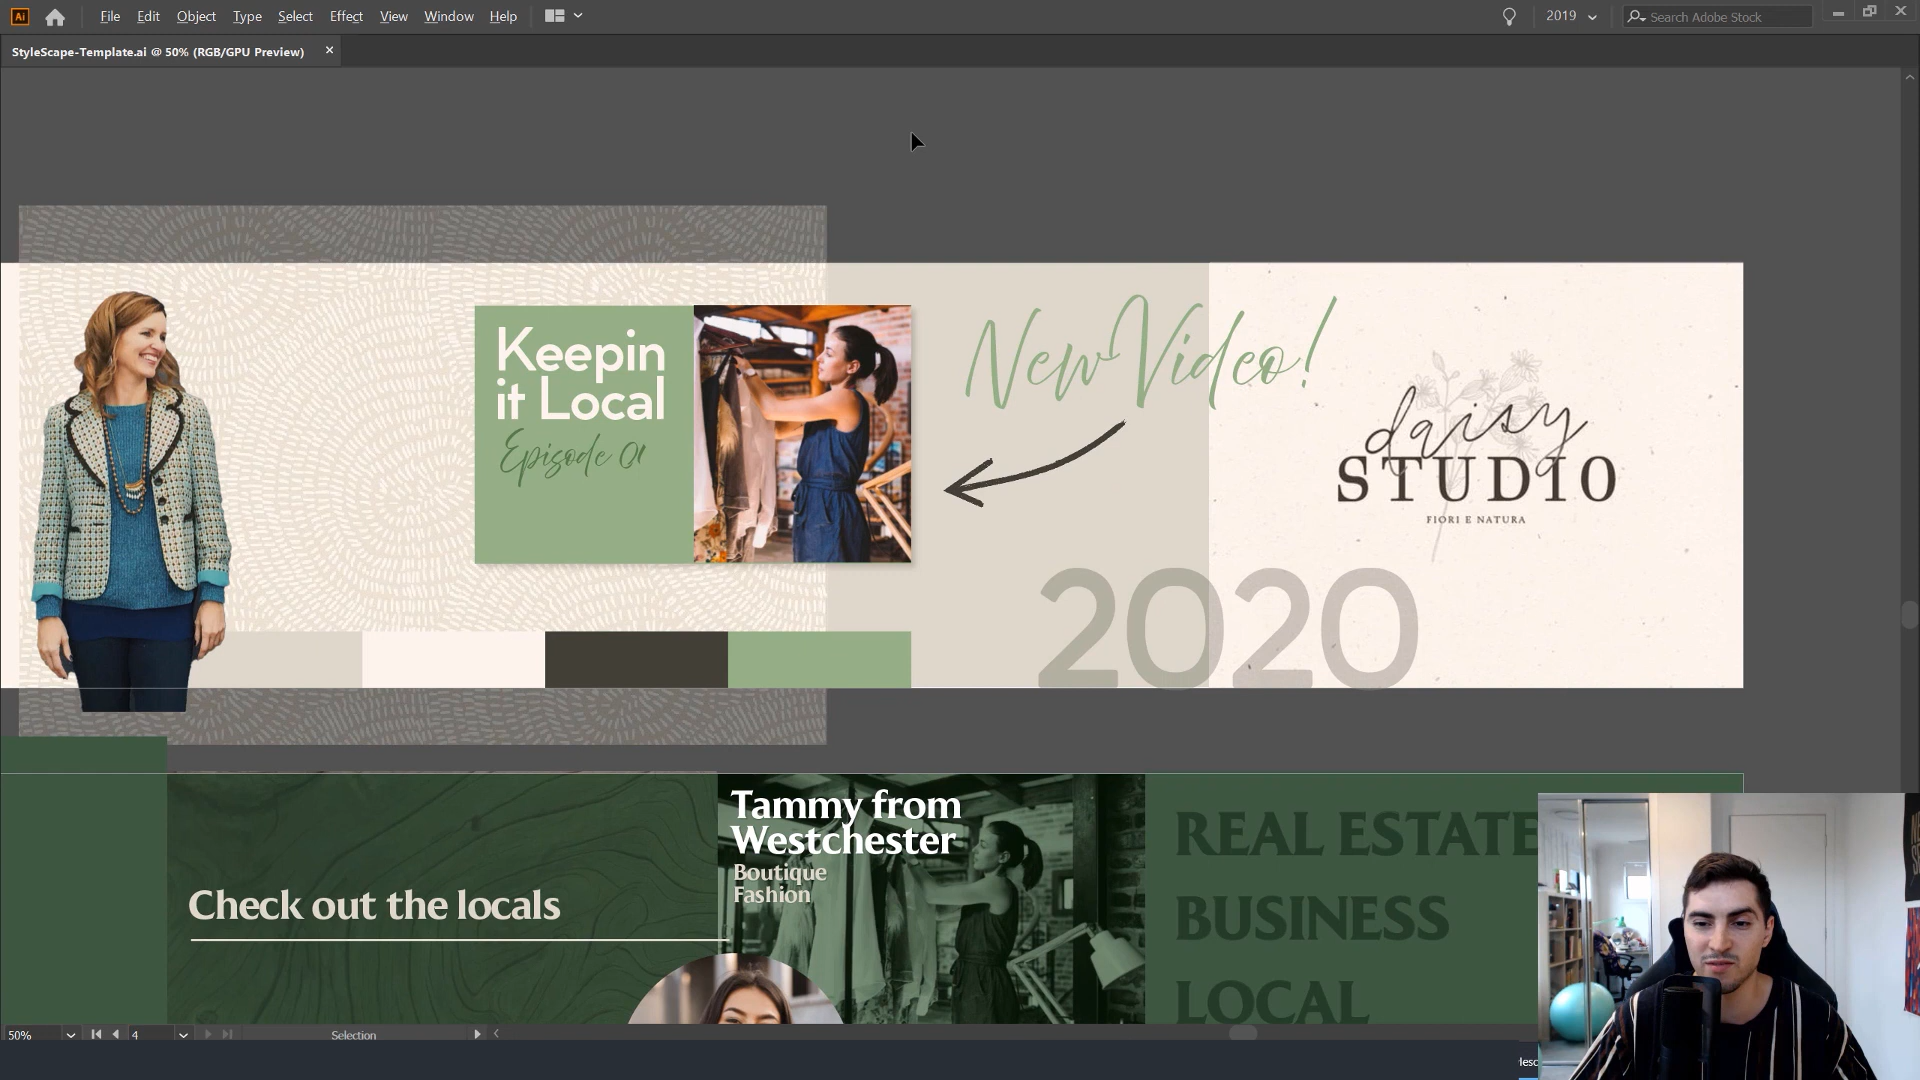 Ai File Edit Object Type Select Effect View Window Help 2019 Search Adobe Stock
StyleScape-Template.ai @ 50% (RGB/GPU Preview) ×
Keepin
it Local
Episode 01
New Video!
daisy
STUDIO
FIORI E NATURA
2020
Tammy from
Westchester
Boutique
Fashion
Check out the locals
REAL ESTATE
BUSINESS
LOCAL
50% 4 Selection